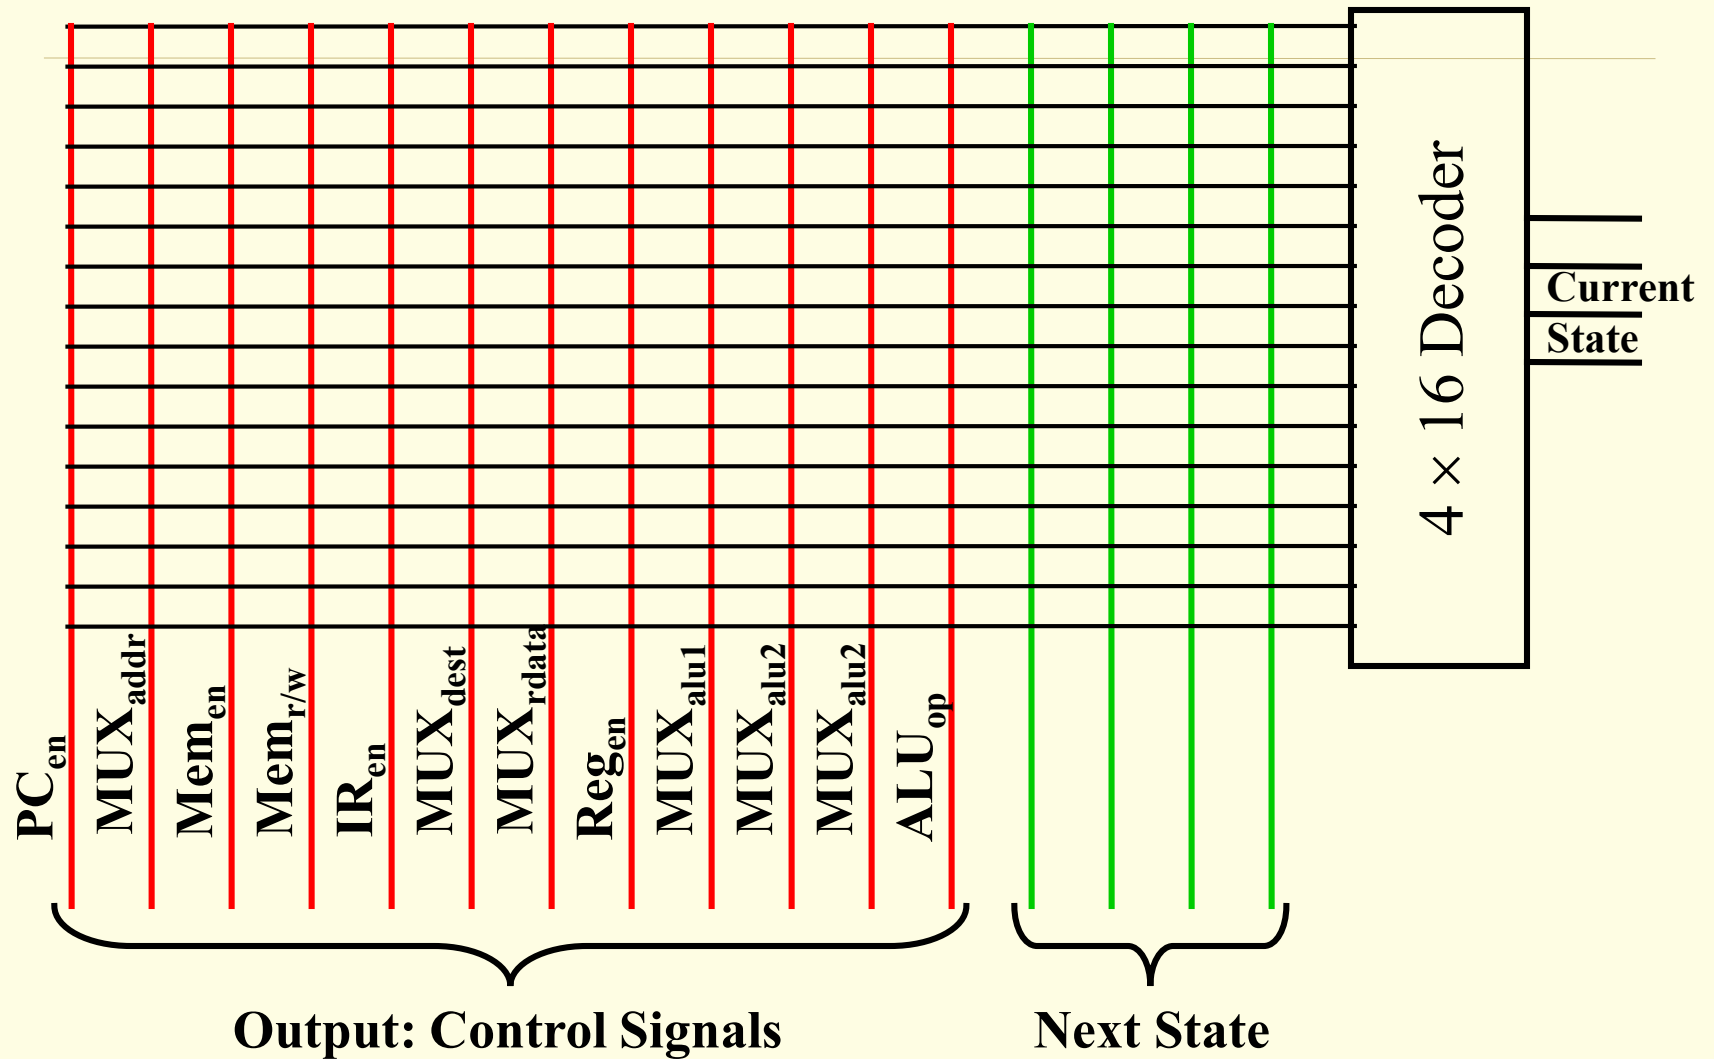 4 × 16 Decoder
Current
State
PCen
MUXaddr
Memen
Memr/w
IRen
MUXdest
MUXrdata
Regen
MUXalu1
MUXalu2
MUXalu2
ALUop
Output: Control Signals
Next State